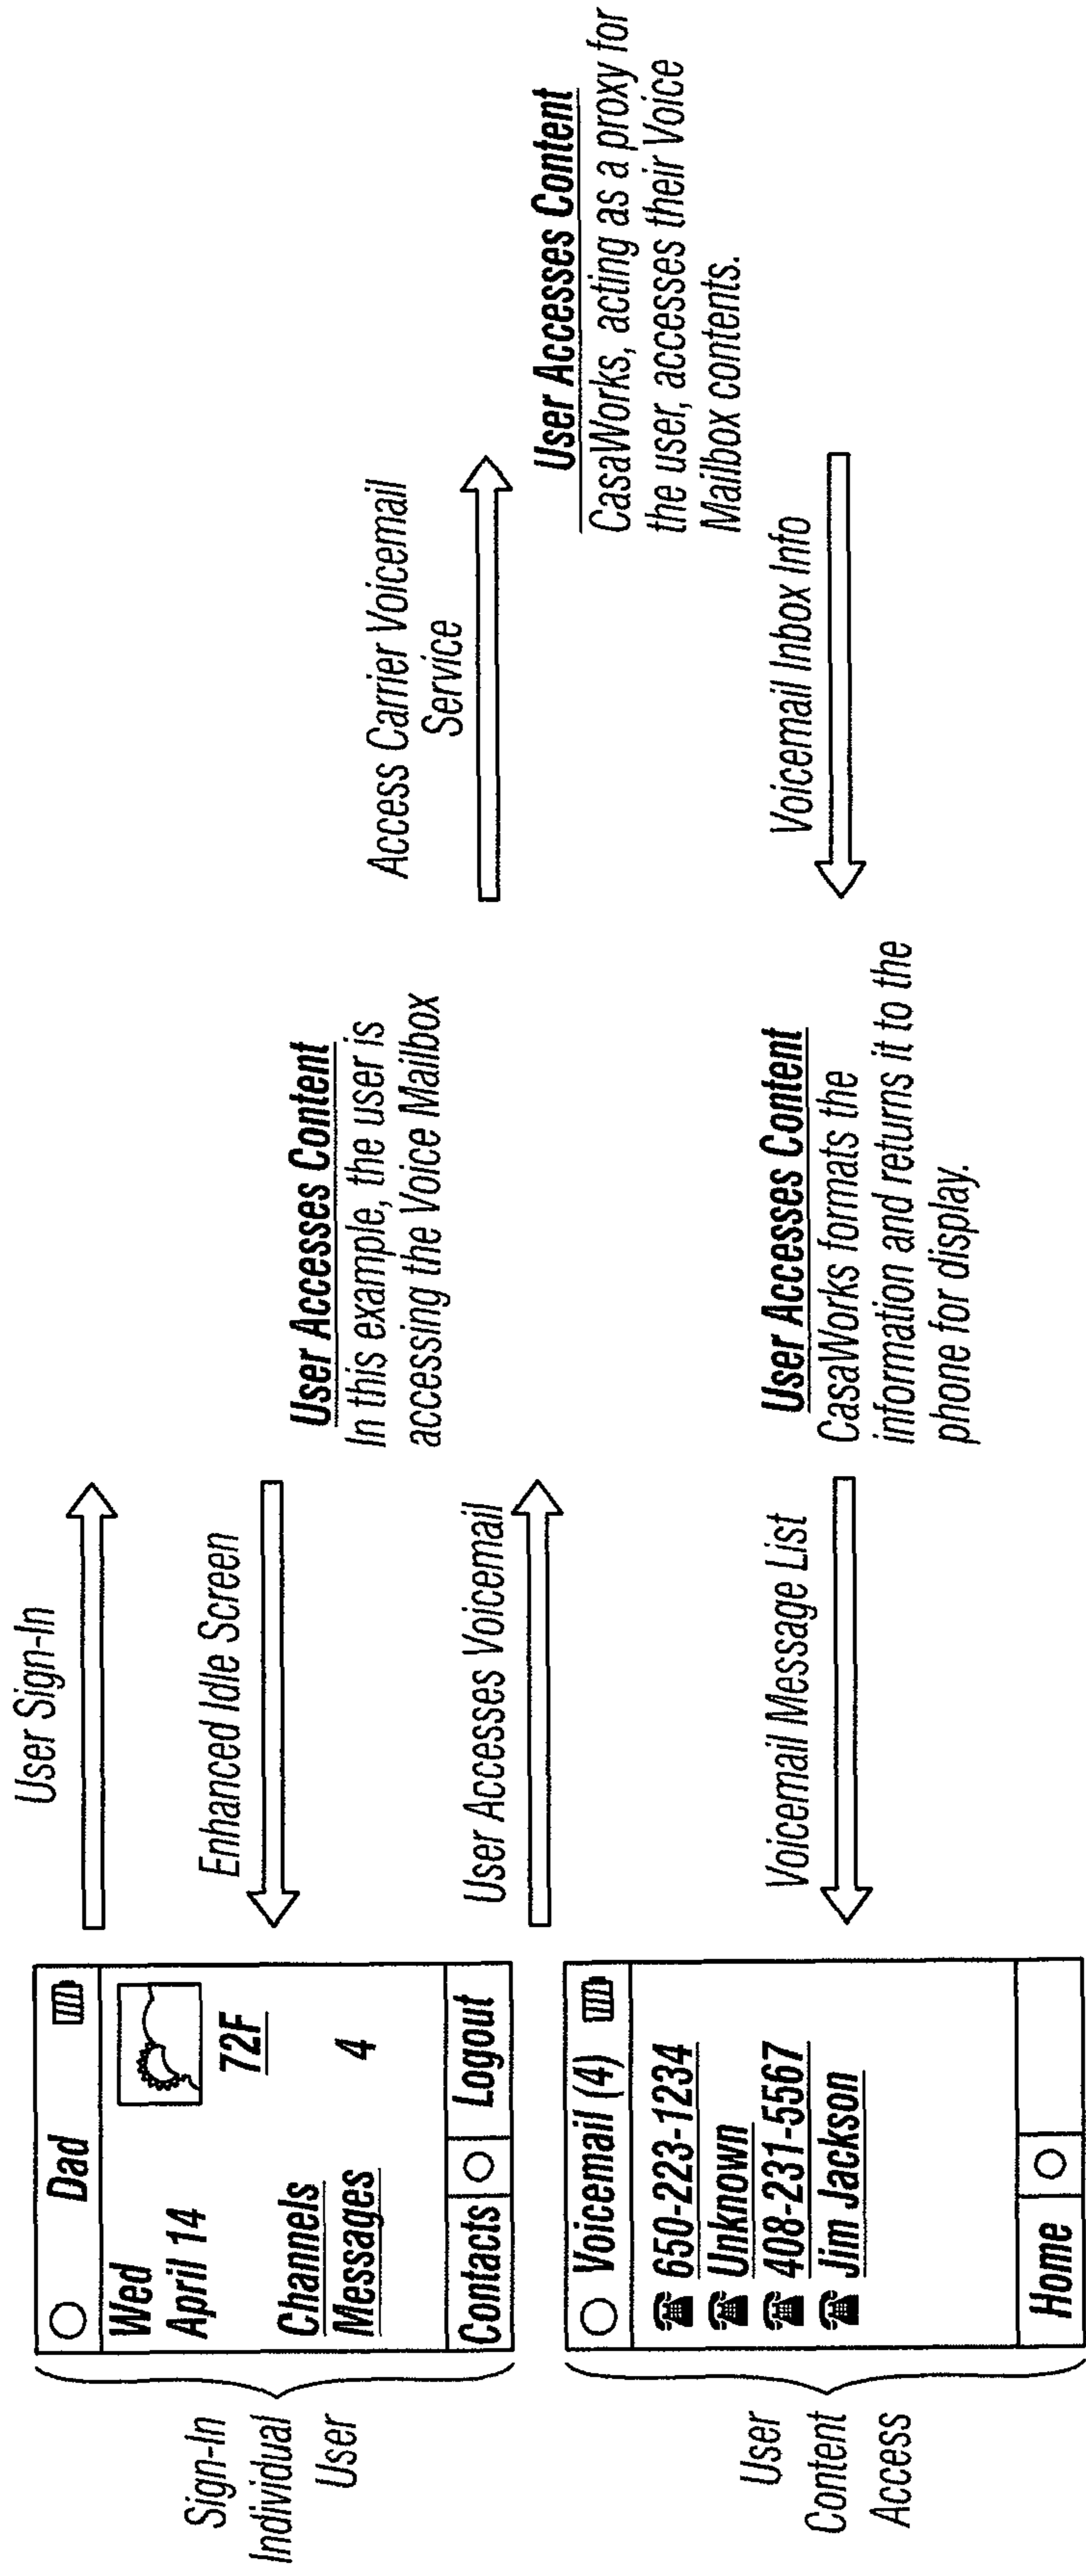 Sign-In
Individual
User
Dad
Wed
April 14
72F
Channels
Messages 4
Contacts Logout
User Sign-In
Enhanced Idle Screen
User Accesses Content
In this example, the user is
accessing the Voice Mailbox
User Accesses Voicemail
Access Carrier Voicemail
Service
User Accesses Content
CasaWorks, acting as a proxy for
the user, accesses their Voice
Mailbox contents.
Voicemail Inbox Info
User Accesses Content
CasaWorks formats the
information and returns it to the
phone for display.
Voicemail Message List
User
Content
Access
Voicemail (4)
650-223-1234
Unknown
408-231-5567
Jim Jackson
Home